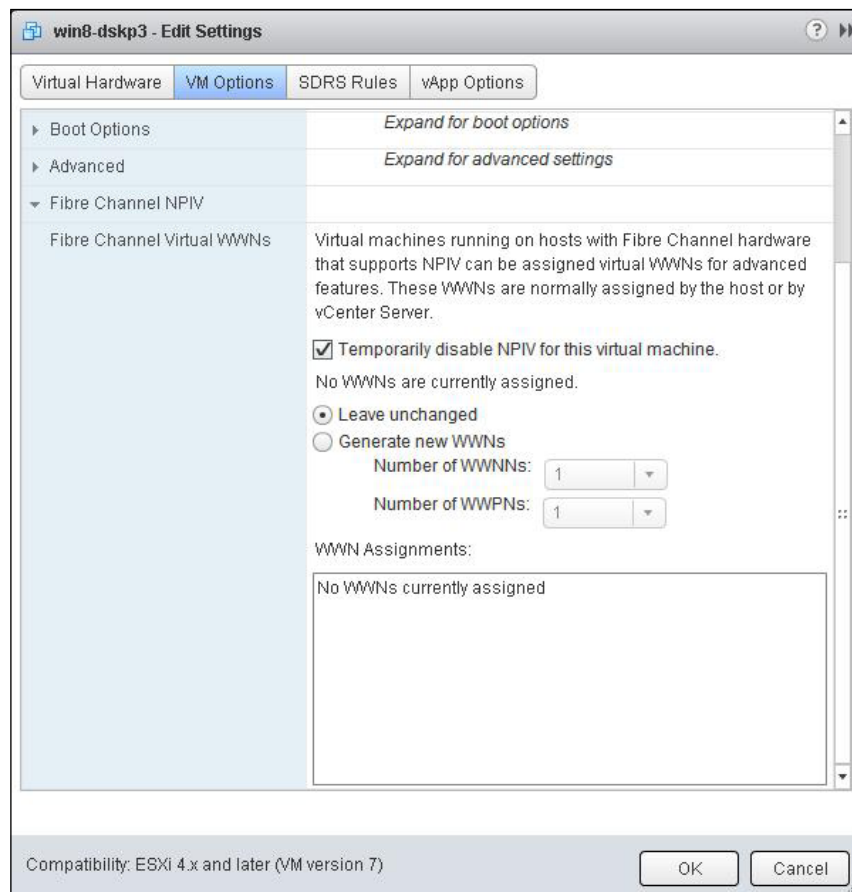 win8-dskp3 - Edit Settings
Virtual Hardware VM Options SDRS Rules vApp Options
Boot Options Expand for boot options
Advanced Expand for advanced settings
Fibre Channel NPIV
Fibre Channel Virtual WWNs Virtual machines running on hosts with Fibre Channel hardware
that supports NPIV can be assigned virtual WWNs for advanced
features. These WWNs are normally assigned by the host or by
vCenter Server.
Temporarily disable NPIV for this virtual machine.
No WWNs are currently assigned.
Leave unchanged
Generate new WWNs
Number of WWNNs: 1
Number of WWPNs: 1
WWN Assignments:
No WWNs currently assigned
Compatibility: ESXi 4.x and later (VM version 7) OK Cancel